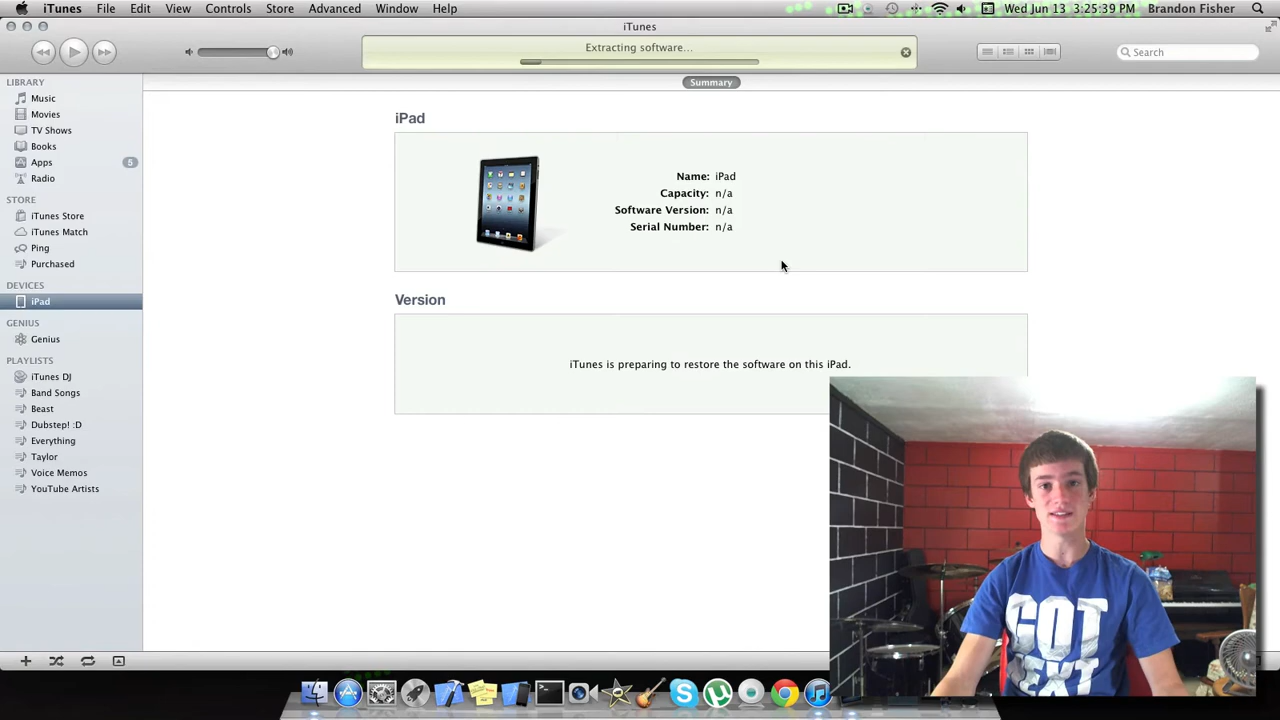 iTunes File Edit View Controls Store Advanced Window Help Wed Jun 13 3:25:39 PM Brandon Fisher
iTunes
Extracting software...
Search
Summary
LIBRARY
Music
Movies
TV Shows
Books
Apps 5
Radio
STORE
iTunes Store
iTunes Match
Ping
Purchased
DEVICES
iPad
GENIUS
Genius
PLAYLISTS
iTunes DJ
Band Songs
Beast
Dubstep! :D
Everything
Taylor
Voice Memos
YouTube Artists
iPad
Name: iPad
Capacity: n/a
Software Version: n/a
Serial Number: n/a
Version
iTunes is preparing to restore the software on this iPad.
GOT